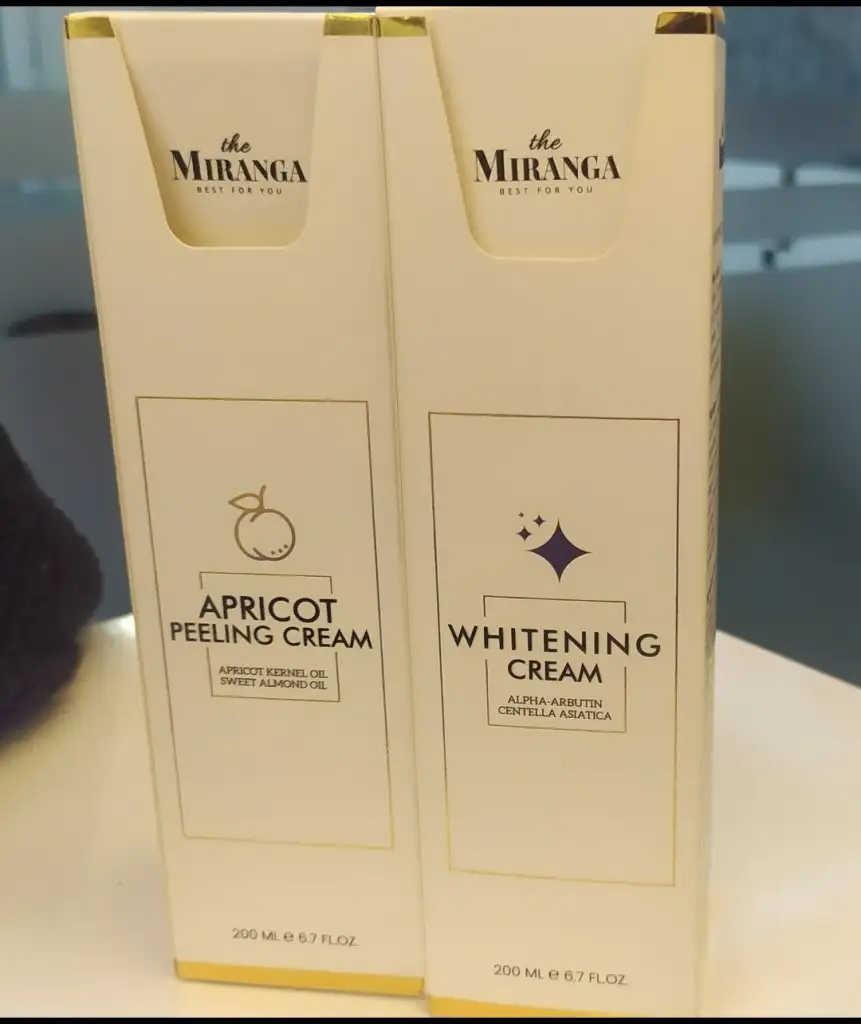 the
MIRANGA
BEST FOR YOU
APRICOT
PEELING CREAM
APRICOT KERNEL OIL
SWEET ALMOND OIL
200 ML e 6.7 FL.OZ.
the
MIRANGA
BEST FOR YOU
WHITENING
CREAM
ALPHA-ARBUTIN
CENTELLA ASIATICA
200 ML e 6.7 FL.OZ.